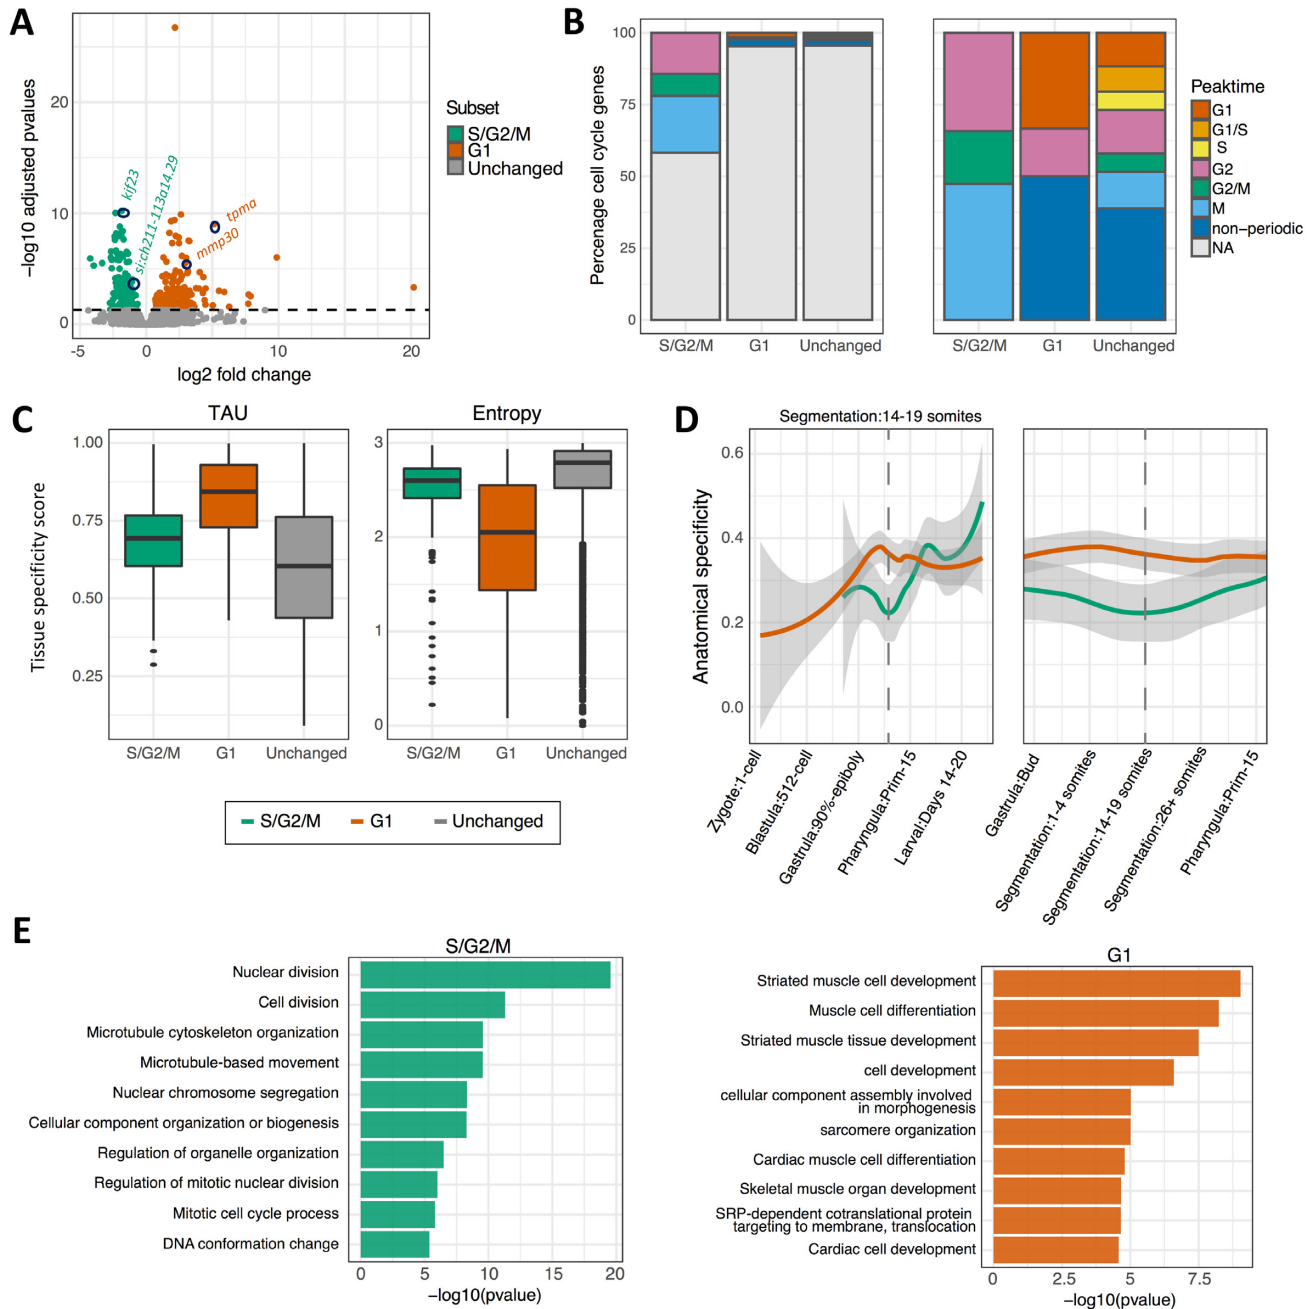 A
−log10 adjusted pvalues
20
10
0
-5
0
10
20
log2 fold change
kif23
si:ch211-113a14.29
tpma
mmp30
Subset
S/G2/M
G1
Unchanged
B
Percenage cell cycle genes
100
75
50
25
0
S/G2/M
G1
Unchanged
S/G2/M
G1
Unchanged
Peaktime
G1
G1/S
S
G2
G2/M
M
non−periodic
NA
C
Tissue specificity score
TAU
1.00
0.75
0.50
0.25
S/G2/M
G1
Unchanged
Entropy
3
2
1
0
S/G2/M
G1
Unchanged
S/G2/M
G1
Unchanged
D
Segmentation:14-19 somites
Anatomical specificity
0.6
0.4
0.2
0.0
Zygote:1-cell
Blastula:512-cell
Gastrula:90%-epiboly
Pharyngula:Prim-15
Larval:Days 14-20
Gastrula:Bud
Segmentation:1-4 somites
Segmentation:14-19 somites
Segmentation:26+ somites
Pharyngula:Prim-15
E
S/G2/M
Nuclear division
Cell division
Microtubule cytoskeleton organization
Microtubule-based movement
Nuclear chromosome segregation
Cellular component organization or biogenesis
Regulation of organelle organization
Regulation of mitotic nuclear division
Mitotic cell cycle process
DNA conformation change
0
5
10
15
20
−log10(pvalue)
G1
Striated muscle cell development
Muscle cell differentiation
Striated muscle tissue development
cell development
cellular component assembly involved
in morphogenesis
sarcomere organization
Cardiac muscle cell differentiation
Skeletal muscle organ development
SRP-dependent cotranslational protein
targeting to membrane, translocation
Cardiac cell development
0
2.5
5
7.5
−log10(pvalue)